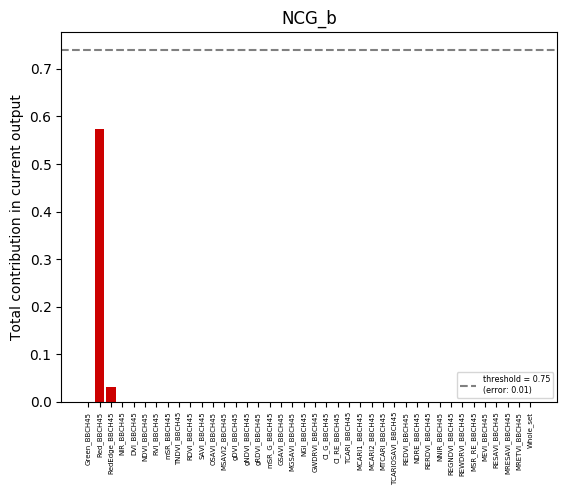 NCG_b
Total contribution in current output
0.7
0.6
0.5
0.4
0.3
0.2
0.1
0.0
threshold = 0.75
(error: 0.01)
Green_BBCH45
Red_BBCH45
RedEdge_BBCH45
NIR_BBCH45
DVI_BBCH45
NDVI_BBCH45
RVI_BBCH45
mSR_BBCH45
TNDVI_BBCH45
RDVI_BBCH45
SAVI_BBCH45
OSAVI_BBCH45
MSAVI2_BBCH45
gDVI_BBCH45
gNDVI_BBCH45
gRDVI_BBCH45
mSR_G_BBCH45
GSAVI_BBCH45
MGSAVI_BBCH45
NGI_BBCH45
GWDRVI_BBCH45
CI_G_BBCH45
CI_RE_BBCH45
TCARI_BBCH45
MCARI1_BBCH45
MCARI2_BBCH45
MTCARI_BBCH45
TCARIOSAVI_BBCH45
REDVI_BBCH45
NDRE_BBCH45
RERDVI_BBCH45
NNIR_BBCH45
REGNDVI_BBCH45
REWDRVI_BBCH45
MSR_RE_BBCH45
MEVI_BBCH45
RESAVI_BBCH45
MRESAVI_BBCH45
MRETVI_BBCH45
Whole_set